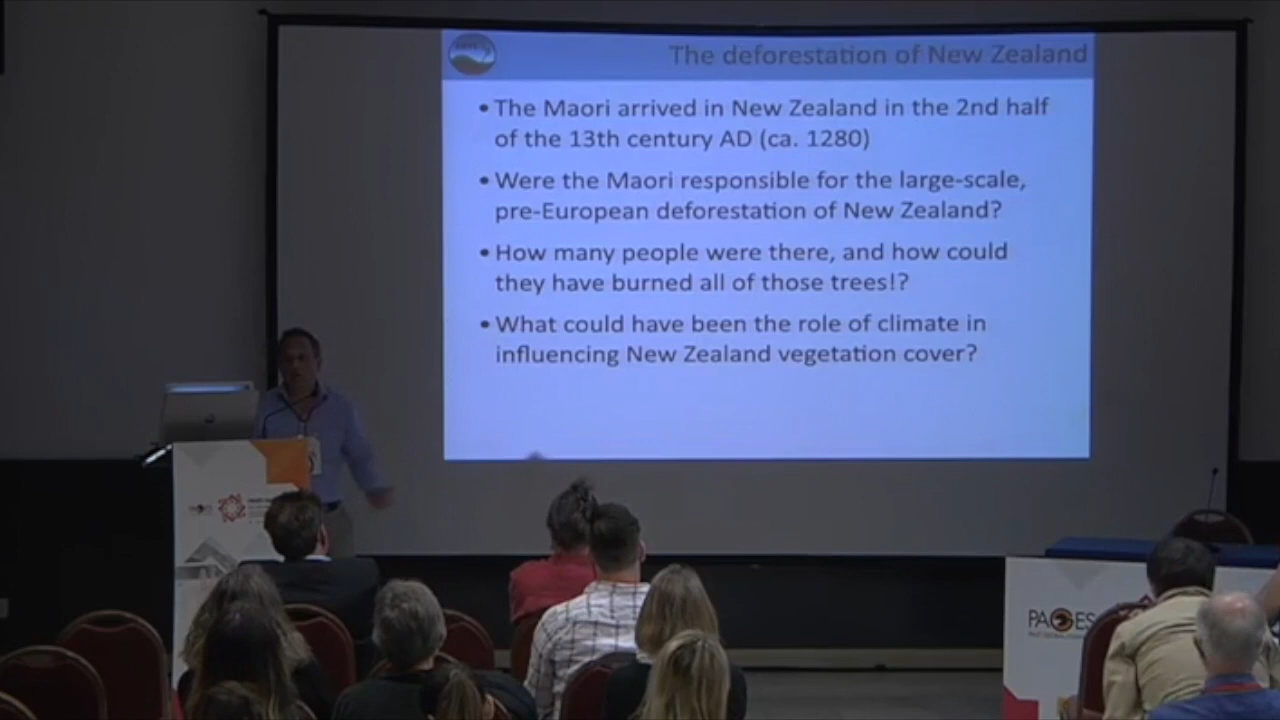 The deforestation of New Zealand
• The Maori arrived in New Zealand in the 2nd half
of the 13th century AD (ca. 1280)
• Were the Maori responsible for the large-scale,
pre-European deforestation of New Zealand?
• How many people were there, and how could
they have burned all of those trees!?
• What could have been the role of climate in
influencing New Zealand vegetation cover?
PAGES